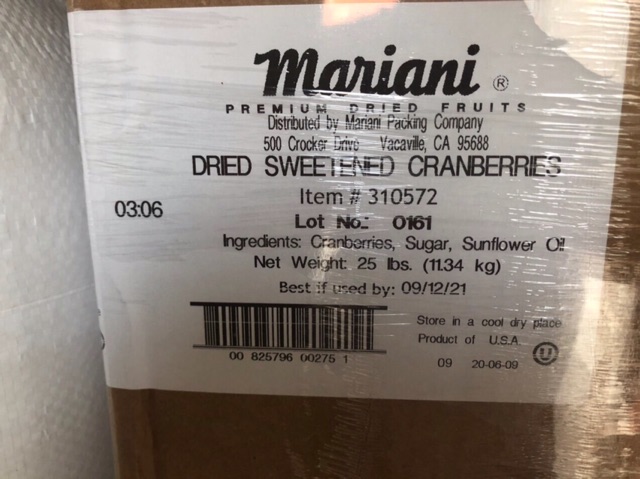 Mariani ®
PREMIUM DRIED FRUITS
Distributed by Mariani Packing Company
500 Crocker Drive Vacaville, CA 95688
DRIED SWEETENED CRANBERRIES
Item # 310572
03:06
Lot No.: 0161
Ingredients: Cranberries, Sugar, Sunflower Oil
Net Weight: 25 lbs. (11.34 kg)
Best if used by: 09/12/21
Store in a cool dry place
Product of U.S.A.
00 825796 00275 1
U
09 20-06-09